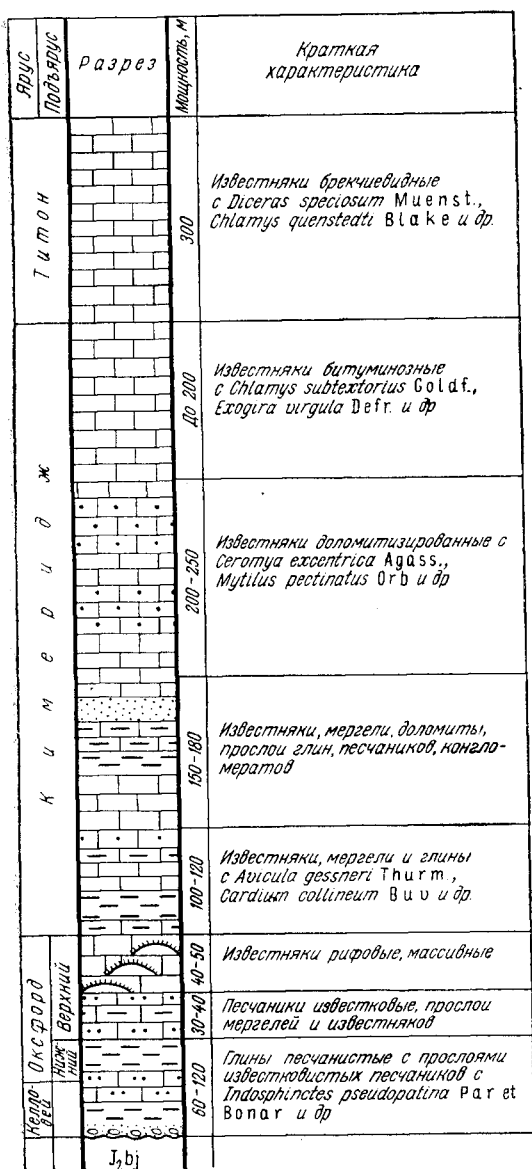 Ярус
Подъярус
Разрез
Мощность, м
Краткая
характеристика
Титон
300
Известняки брекчиевидные
с Diceras speciosum Muenst.,
Chlamys quenstedti Blake и др.
Кимеридж
До 200
Известняки битуминозные
с Chlamys subtextorius Goldf.,
Exogira virgula Defr. и др
200-250
Известняки доломитизированные с
Ceromya excentrica Agass.,
Mytilus pectinatus Orb и др
150-180
Известняки, мергели, доломиты,
прослои глин, песчаников, конгло-
мератов
100-120
Известняки, мергели и глины
с Avicula gessneri Thurm.,
Cardium collineum Buv и др.
Оксфорд
Верхний
40-50
Известняки рифовые, массивные
30-40
Песчаники известковые, прослои
мергелей и известняков
Ниж-
ний
Келло-
вей
60-120
Глины песчанистые с прослоями
известковистых песчаников с
Indosphinctes pseudopatina Par et
Bonar и др
J₂bj